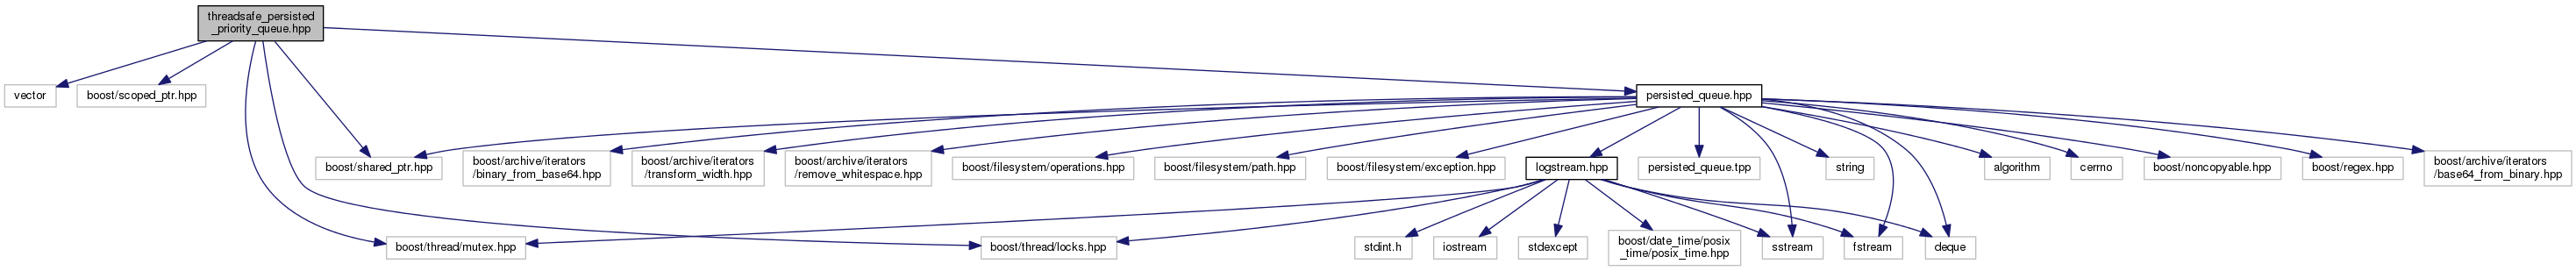 threadsafe_persisted
_priority_queue.hpp
vector
boost/scoped_ptr.hpp
persisted_queue.hpp
boost/shared_ptr.hpp
boost/archive/iterators
/binary_from_base64.hpp
boost/archive/iterators
/transform_width.hpp
boost/archive/iterators
/remove_whitespace.hpp
boost/filesystem/operations.hpp
boost/filesystem/path.hpp
boost/filesystem/exception.hpp
logstream.hpp
persisted_queue.tpp
string
algorithm
cerrno
boost/noncopyable.hpp
boost/regex.hpp
boost/archive/iterators
/base64_from_binary.hpp
boost/thread/mutex.hpp
boost/thread/locks.hpp
stdint.h
iostream
stdexcept
boost/date_time/posix
_time/posix_time.hpp
sstream
fstream
deque